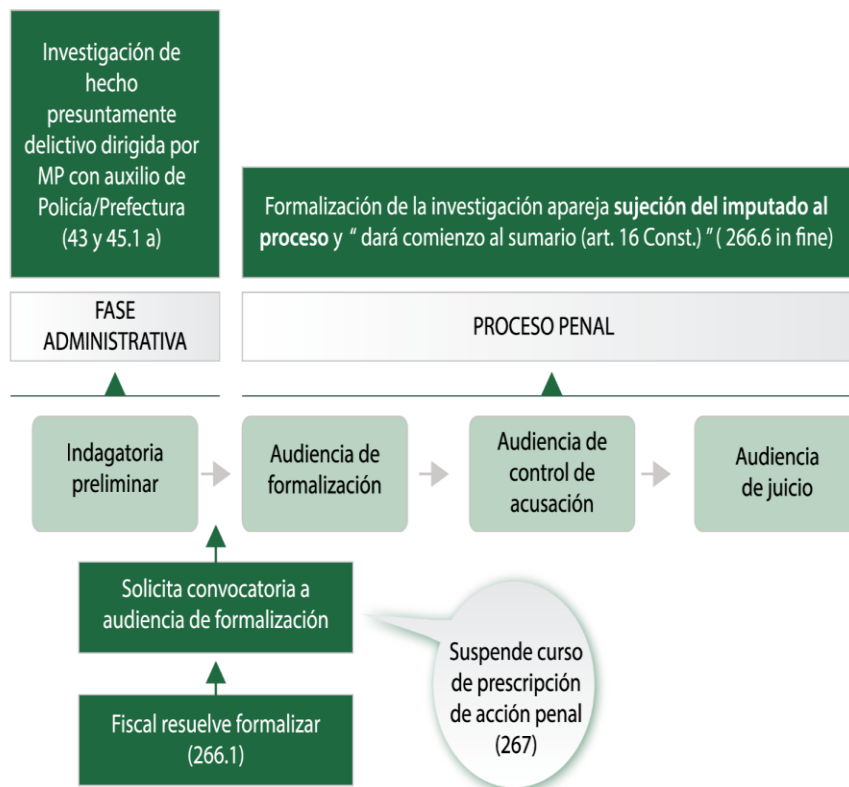 Investigación de
hecho
presuntamente
delictivo dirigida por
MP con auxilio de
Policía/Prefectura
(43 y 45.1 a)
Formalización de la investigación apareja sujeción del imputado al
proceso y “ dará comienzo al sumario (art. 16 Const.) ” ( 266.6 in fine)
FASE
ADMINISTRATIVA
PROCESO PENAL
Indagatoria
preliminar
Audiencia de
formalización
Audiencia de
control de
acusación
Audiencia
de juicio
Solicita convocatoria a
audiencia de formalización
Suspende curso
de prescripción
de acción penal
(267)
Fiscal resuelve formalizar
(266.1)